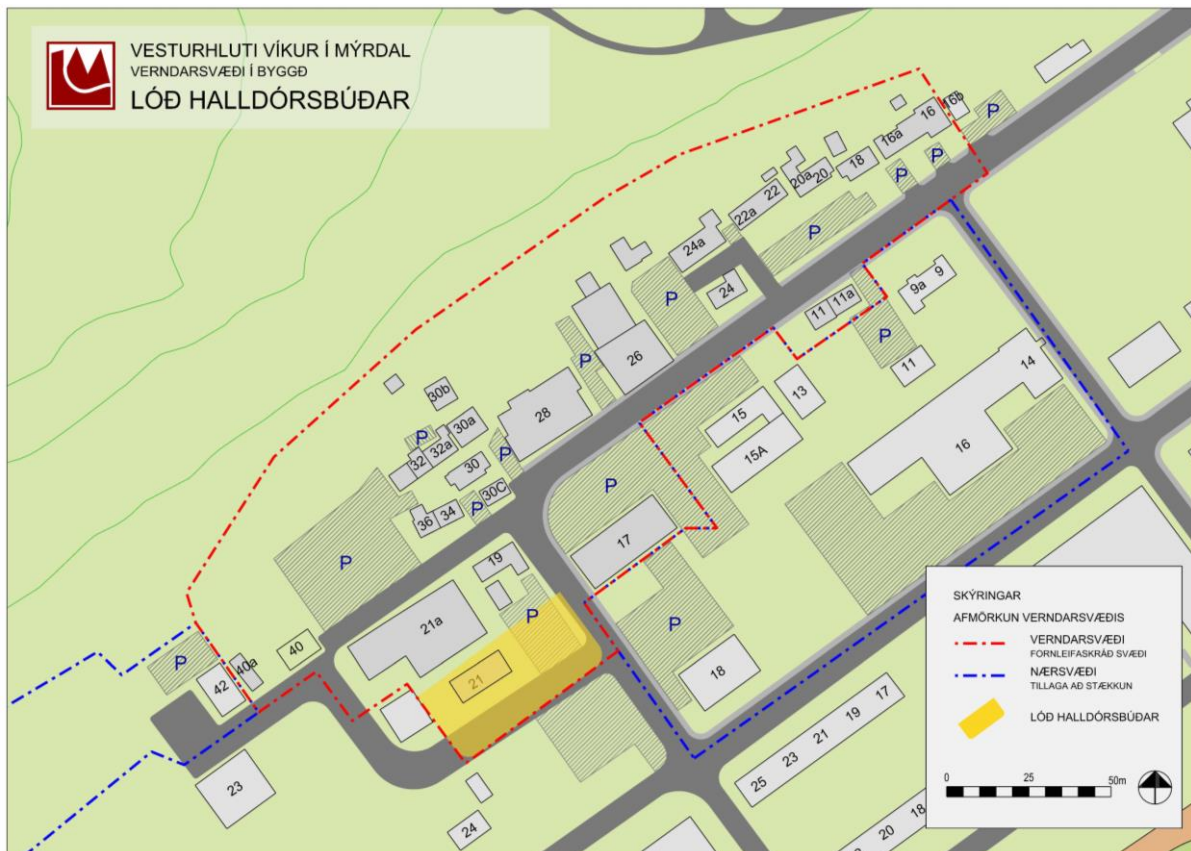 VESTURHLUTI VÍKUR Í MÝRDAL
VERNDARSVÆÐI Í BYGGÐ
LÓÐ HALLDÓRSBÚÐAR
16b
16
P
16a
P
18
P
20
20a
22
22a
P
24a
9
9a
24
P
11a
11
P
14
26
P
11
13
30b
28
15
30a
P
32a
32
15A
16
30
P
P
30C
P
34
36
17
P
19
P
21a
P
P
40
40a
42
21
18
17
19
21
23
25
23
24
18
20
SKÝRINGAR
AFMÖRKUN VERNDARSVÆÐIS
VERNDARSVÆÐI
FORNLEIFASKRÁÐ SVÆÐI
NÆRSVÆÐI
TILLAGA AÐ STÆKKUN
LÓÐ HALLDÓRSBÚÐAR
0 25 50m